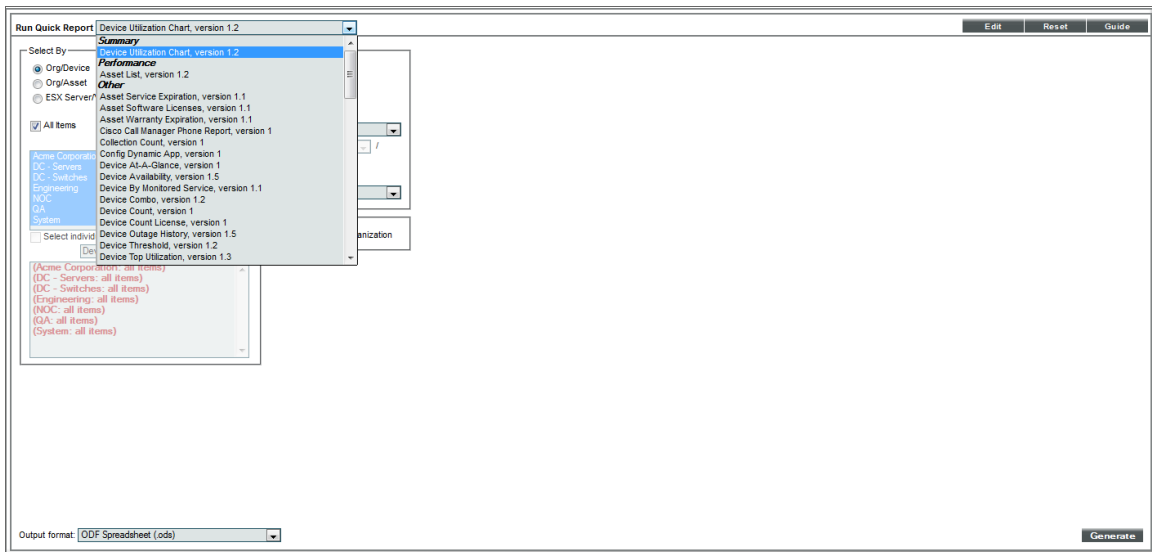 Run Quick Report Device Utilization Chart, version 1.2
Edit Reset Guide
Summary
Device Utilization Chart, version 1.2
Performance
Asset List, version 1.2
Other
Asset Service Expiration, version 1.1
Asset Software Licenses, version 1.1
Asset Warranty Expiration, version 1.1
Cisco Call Manager Phone Report, version 1
Collection Count, version 1
Config Dynamic App, version 1
Device At-A-Glance, version 1
Device Availability, version 1.5
Device By Monitored Service, version 1.1
Device Combo, version 1.2
Device Count, version 1
Device Count License, version 1
Device Outage History, version 1.5
Device Threshold, version 1.2
Device Top Utilization, version 1.3
Select By
Org/Device
Org/Asset
ESX Server/
All Items
/
Acme Corporatio
DC - Servers
DC - Switches
Engineering
NOC
QA
System
Select individ
anization
Dev
(Acme Corporation: all items)
(DC - Servers: all items)
(DC - Switches: all items)
(Engineering: all items)
(NOC: all items)
(QA: all items)
(System: all items)
Output format: ODF Spreadsheet (.ods)
Generate